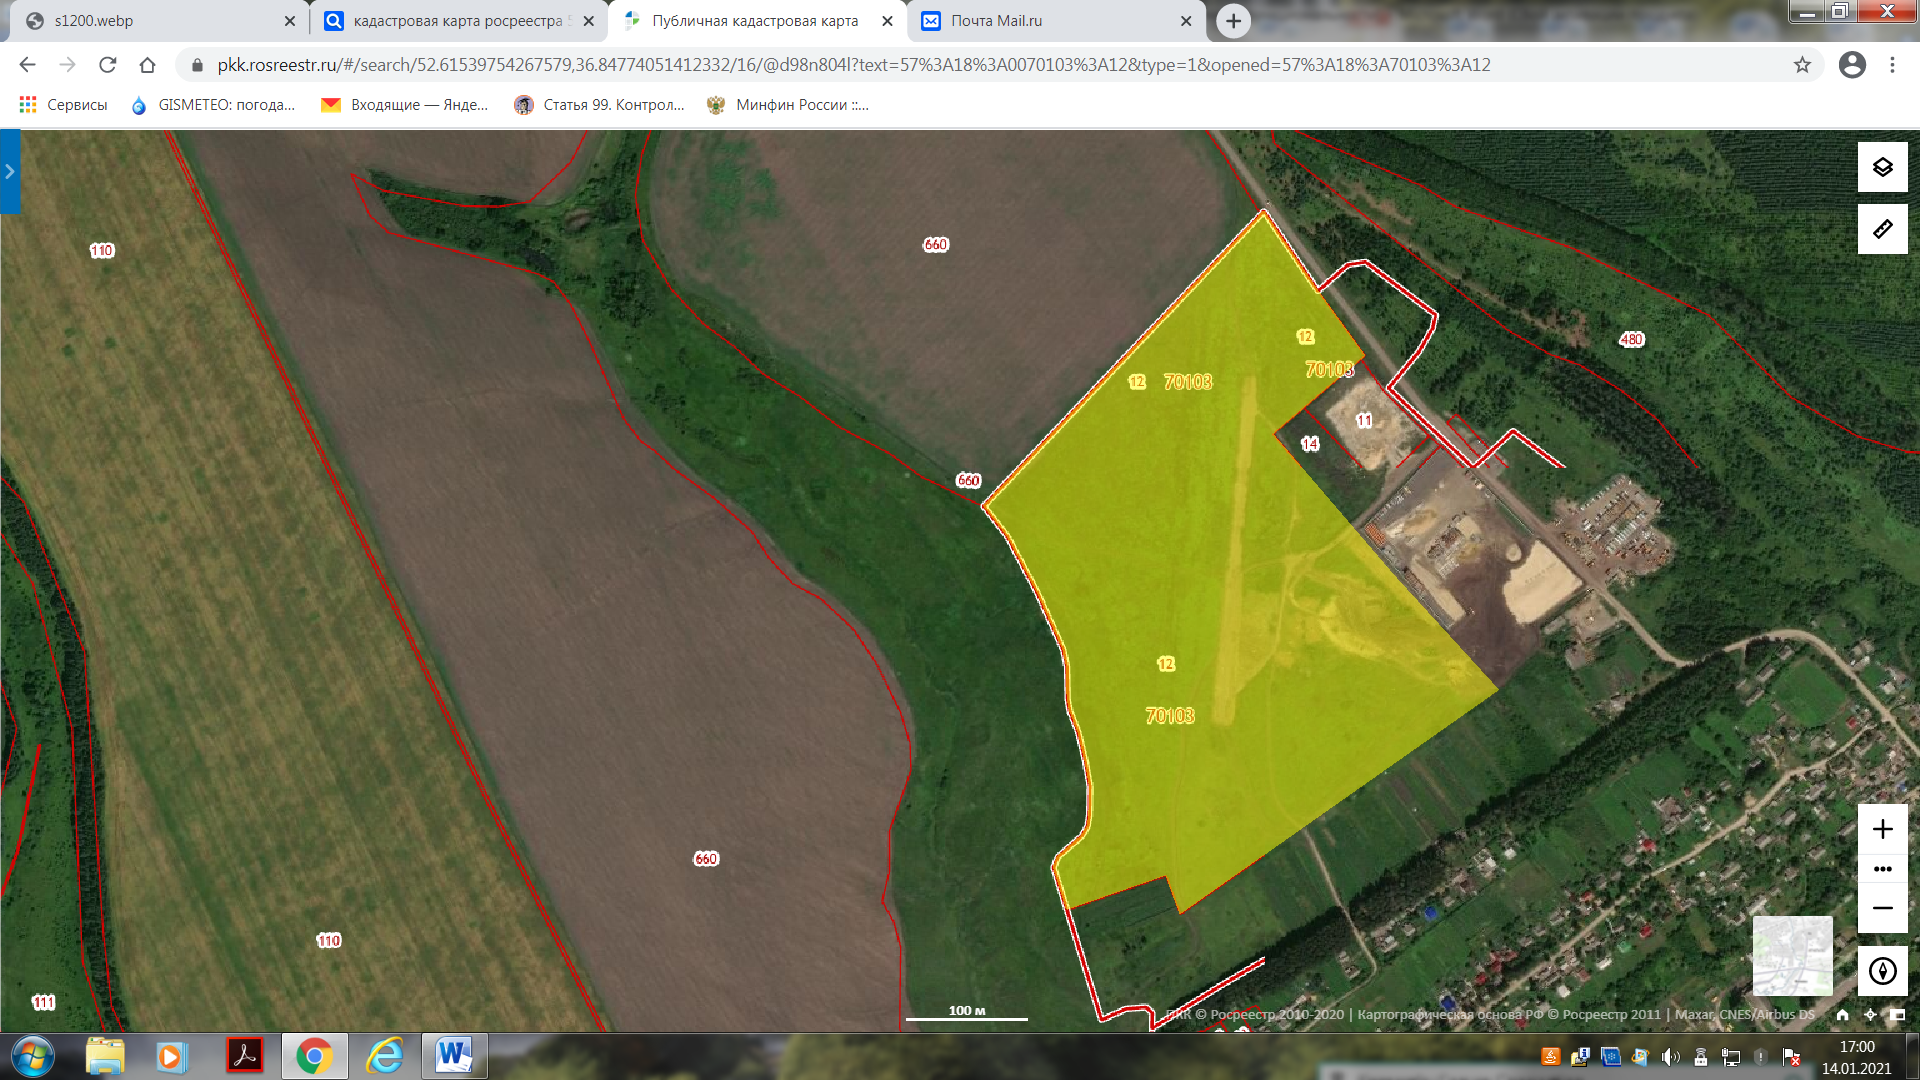 s1200.webp
кадастровая карта росреестра 5
Публичная кадастровая карта
Почта Mail.ru
pkk.rosreestr.ru/#/search/52.61539754267579,36.84774051412332/16/@d98n804l?text=57%3A18%3A0070103%3A12&type=1&opened=57%3A18%3A70103%3A12
Сервисы
GISMETEO: погода...
Входящие — Янде...
Статья 99. Контрол...
Минфин России ::...
110
660
12
480
12 70103
70103
11
14
660
12
70103
660
110
111
100 м
ПКК © Росреестр 2010-2020 | Картографическая основа РФ © Росреестр 2011 | Maxar, CNES/Airbus DS
17:00
14.01.2021